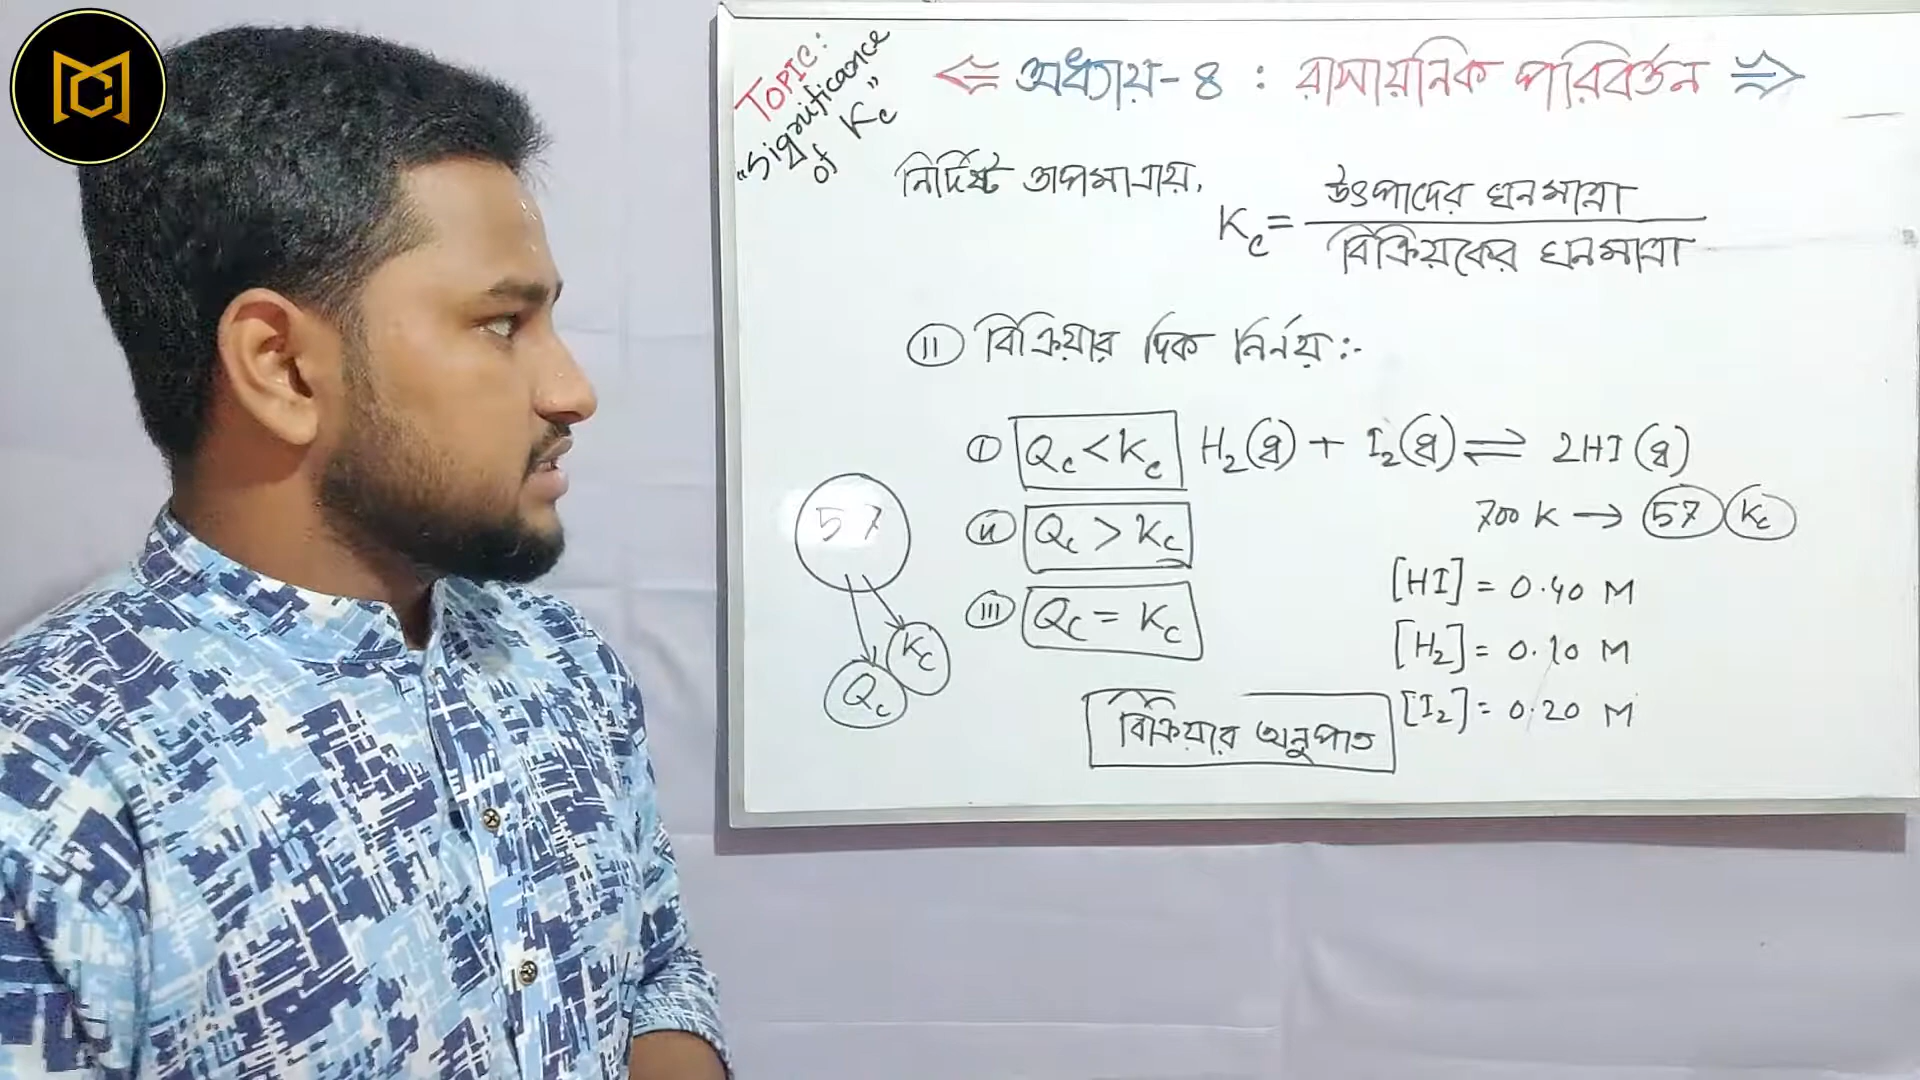 TOPIC:
"Significance
of Kc"
⇐ অধ্যায়-৪ : রাসায়নিক পরিবর্তন ⇒
নির্দিষ্ট তাপমাত্রায়,
Kc = উৎপাদের ঘনমাত্রা
বিক্রিয়কের ঘনমাত্রা
II বিক্রিয়ার দিক নির্নয় :-
I Qc < Kc H₂(g) + I₂(g) ⇌ 2HI (g)
700 K → 57 Kc
II Qc > Kc
III Qc = Kc
57
Kc
Qc
[HI] = 0.40 M
[H₂] = 0.10 M
[I₂] = 0.20 M
বিক্রিয়ার অনুপাত